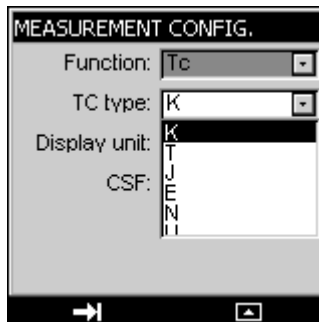 MEASUREMENT CONFIG.
Function: Tc
TC type: K
Display unit: K
T
CSF: J
E
N